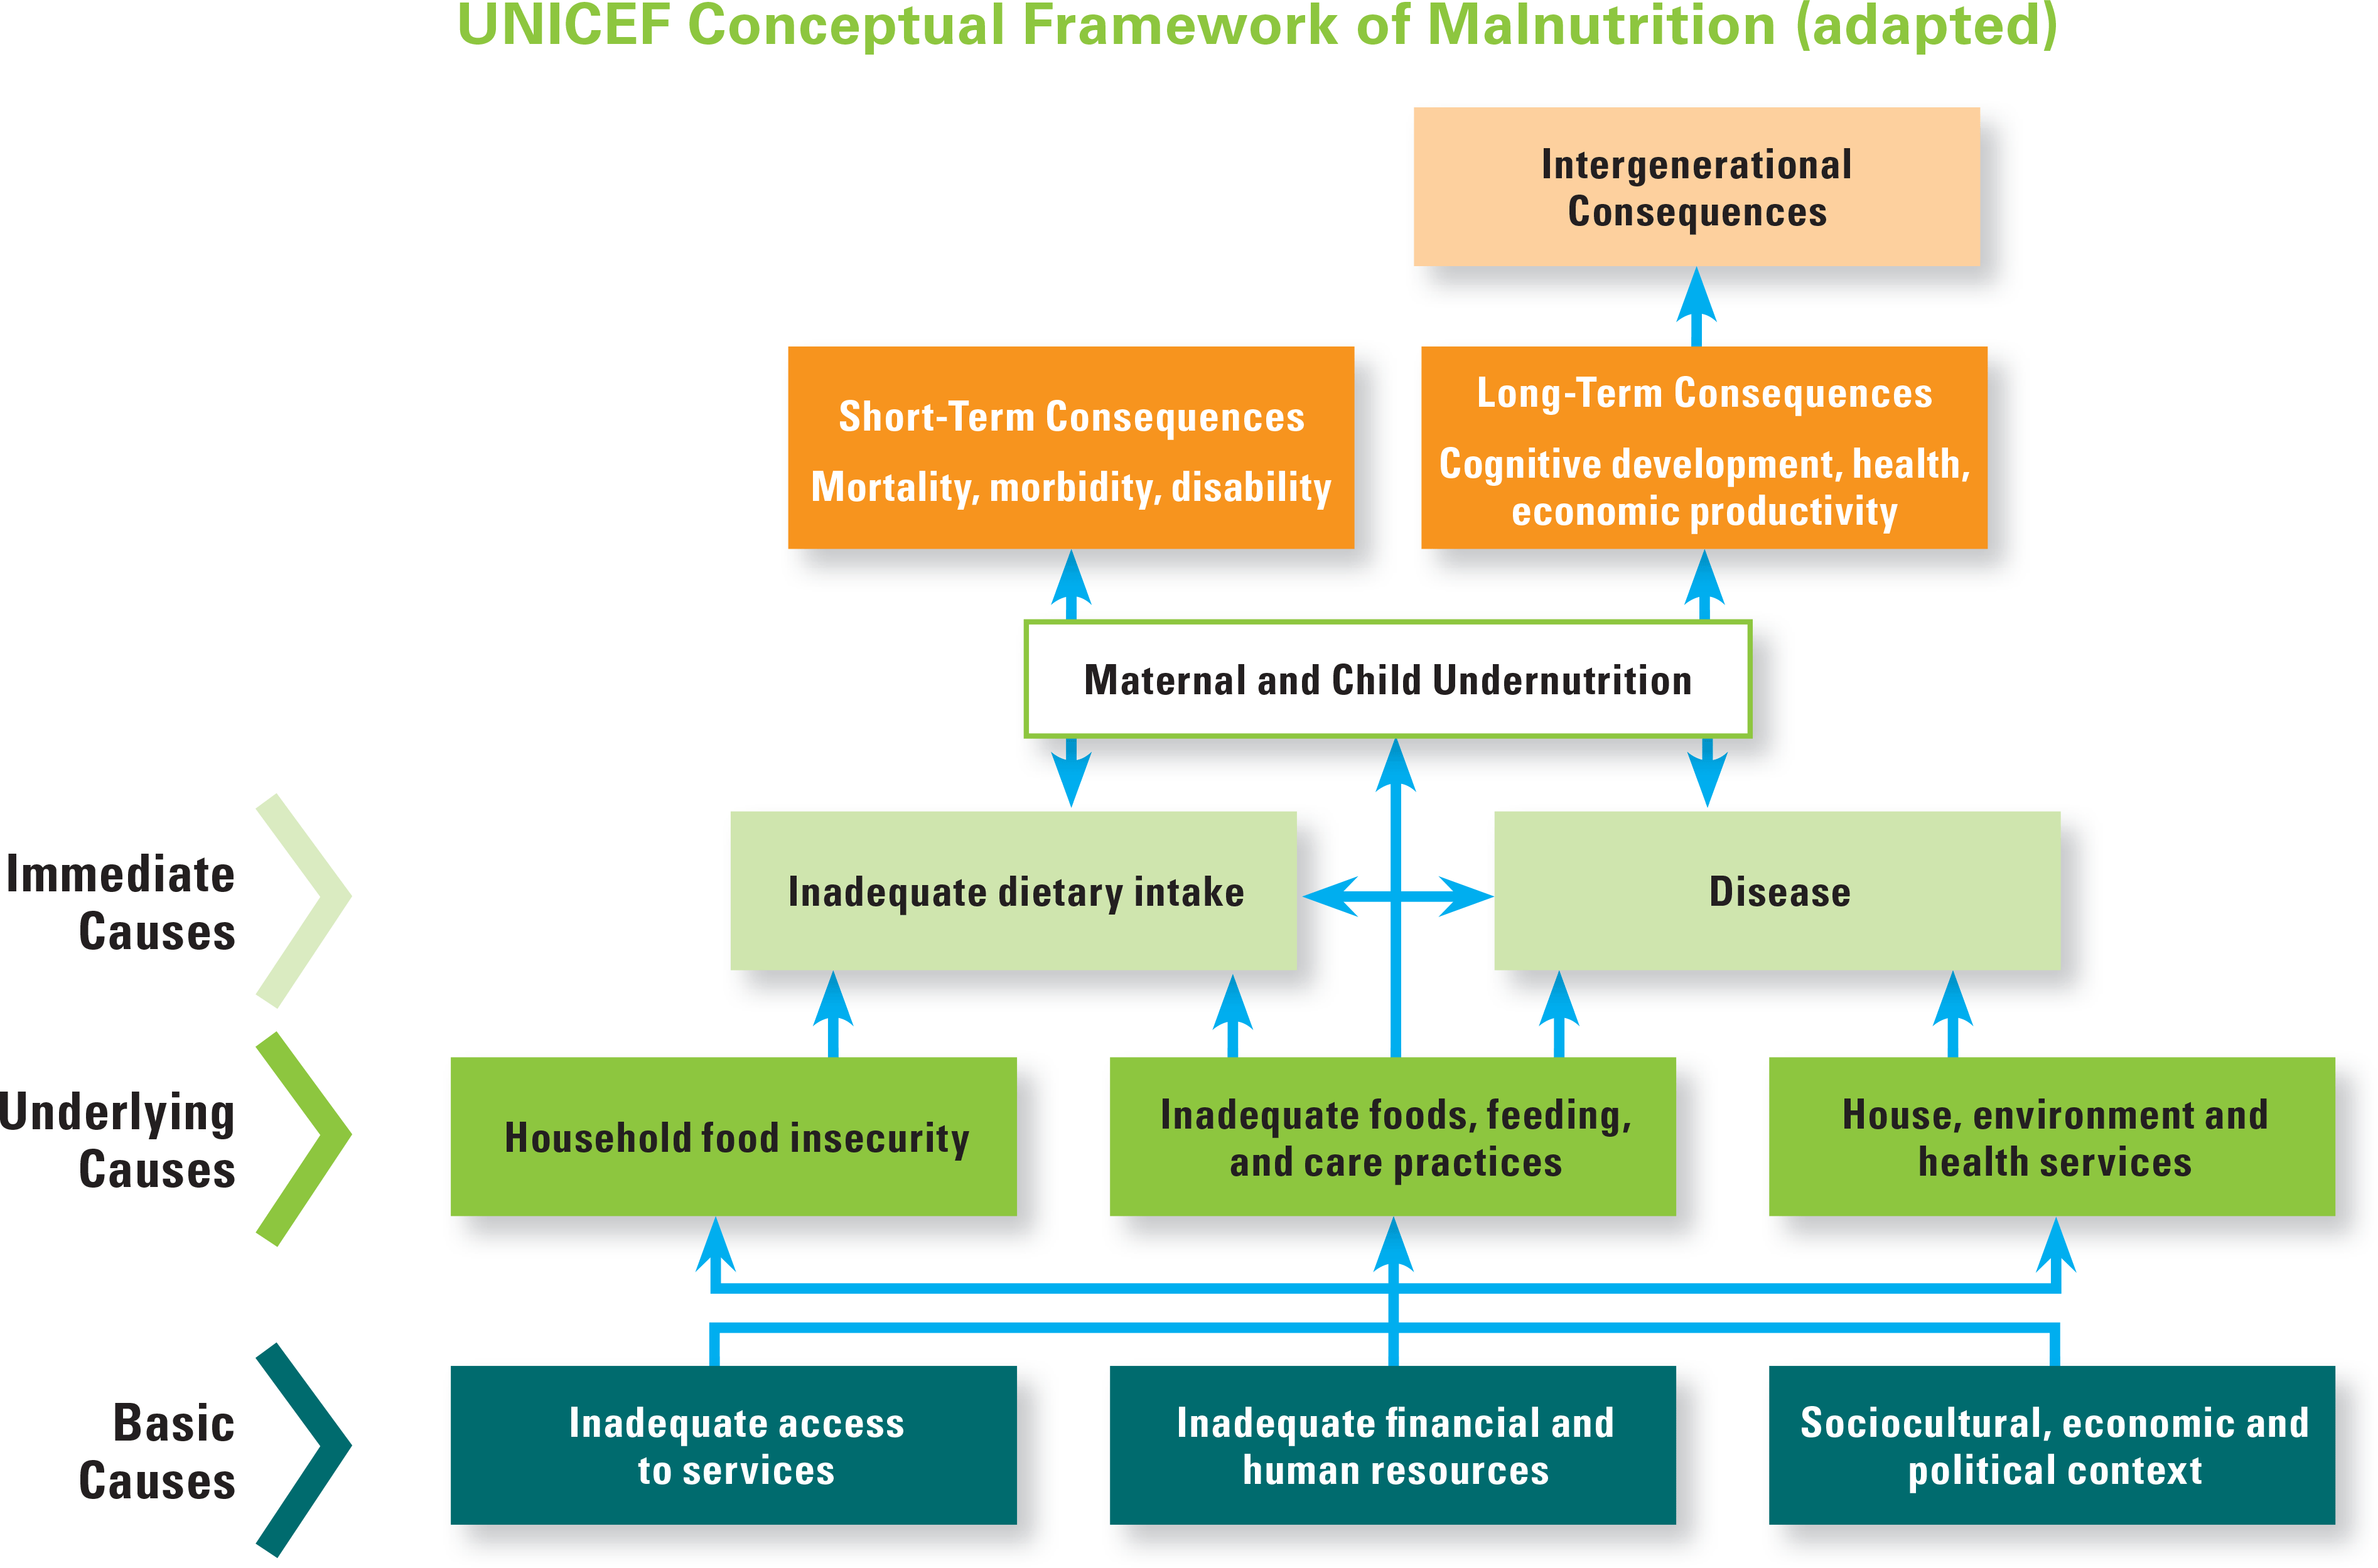 UNICEF Conceptual Framework of Malnutrition (adapted)
Intergenerational
Consequences
Short-Term Consequences
Mortality, morbidity, disability
Long-Term Consequences
Cognitive development, health,
economic productivity
Maternal and Child Undernutrition
Immediate
Causes
Inadequate dietary intake
Disease
Underlying
Causes
Household food insecurity
Inadequate foods, feeding,
and care practices
House, environment and
health services
Basic
Causes
Inadequate access
to services
Inadequate financial and
human resources
Sociocultural, economic and
political context